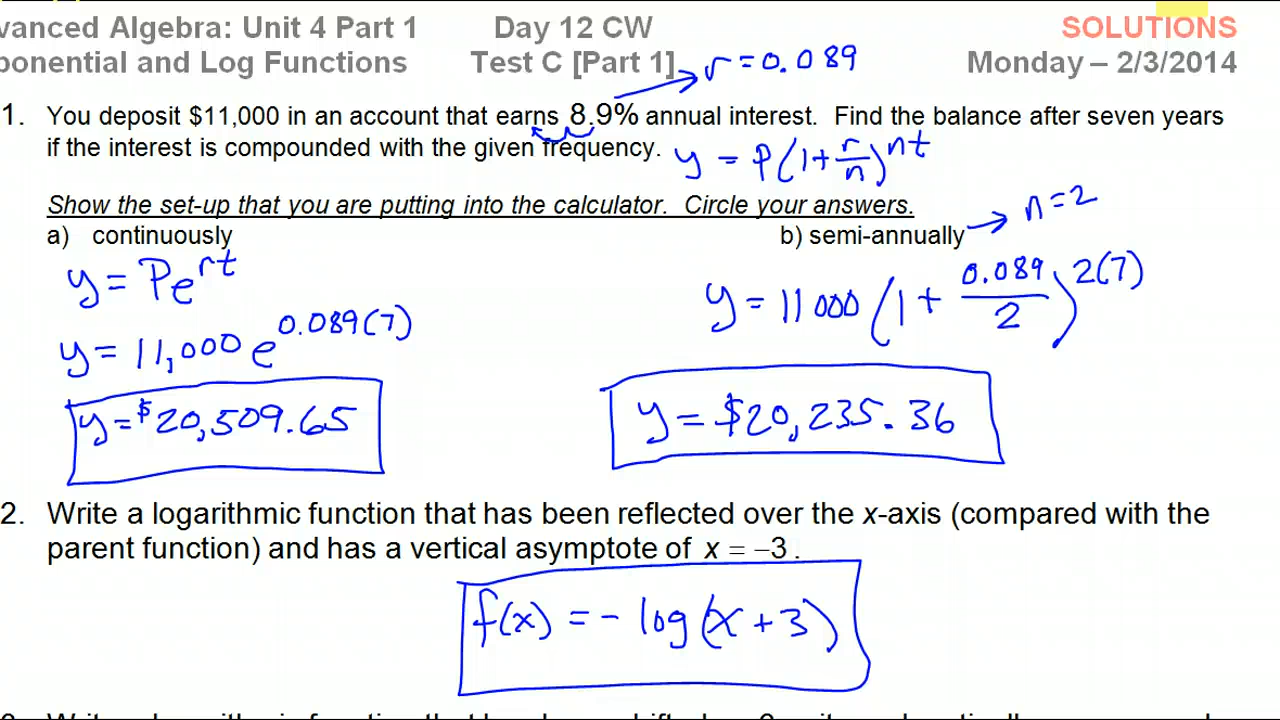 vanced Algebra: Unit 4 Part 1 Day 12 CW SOLUTIONS
ponential and Log Functions Test C [Part 1] Monday – 2/3/2014
r = 0.089
1. You deposit $11,000 in an account that earns 8.9% annual interest. Find the balance after seven years
if the interest is compounded with the given frequency.
y = P(1+r/n)^nt
Show the set-up that you are putting into the calculator. Circle your answers.
a) continuously b) semi-annually → n=2
y = Pe^rt
y = 11,000 e^0.089(7)
y = $20,509.65
y = 11000 (1 + 0.089/2)^2(7)
y = $20,235.36
2. Write a logarithmic function that has been reflected over the x-axis (compared with the
parent function) and has a vertical asymptote of x = −3 .
f(x) = - log(x + 3)